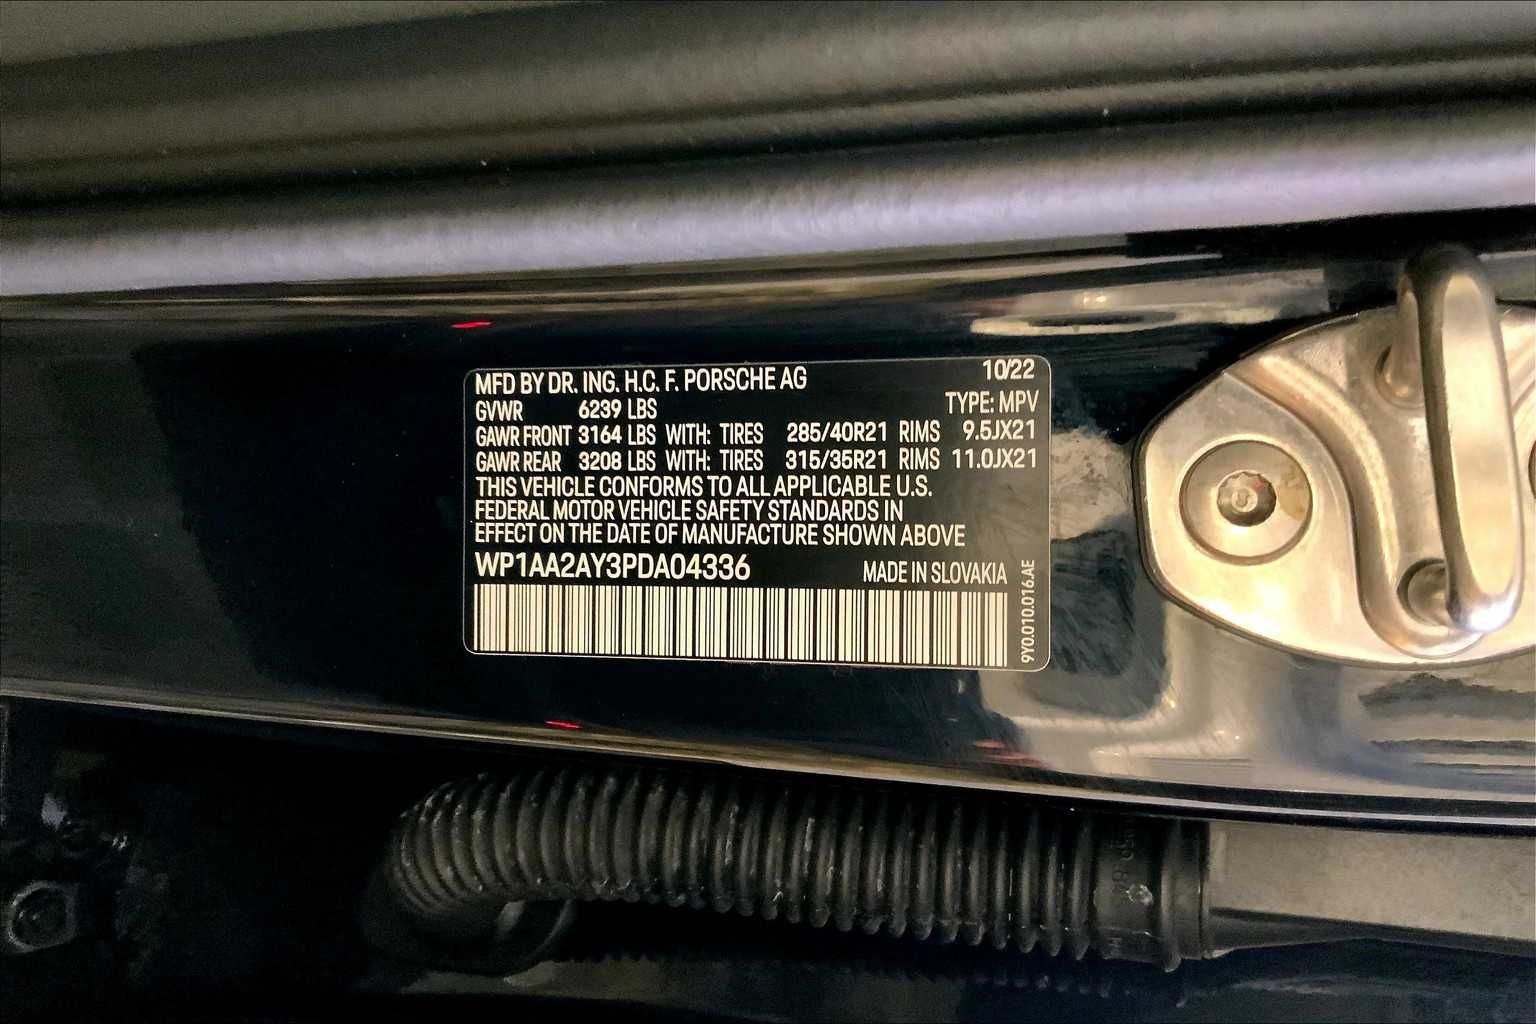 MFD BY DR. ING. H.C. F. PORSCHE AG 10/22
GVWR 6239 LBS TYPE: MPV
GAWR FRONT 3164 LBS WITH: TIRES 285/40R21 RIMS 9.5JX21
GAWR REAR 3208 LBS WITH: TIRES 315/35R21 RIMS 11.0JX21
THIS VEHICLE CONFORMS TO ALL APPLICABLE U.S.
FEDERAL MOTOR VEHICLE SAFETY STANDARDS IN
EFFECT ON THE DATE OF MANUFACTURE SHOWN ABOVE
WP1AA2AY3PDA04336 MADE IN SLOVAKIA
9Y0.010.016.AE